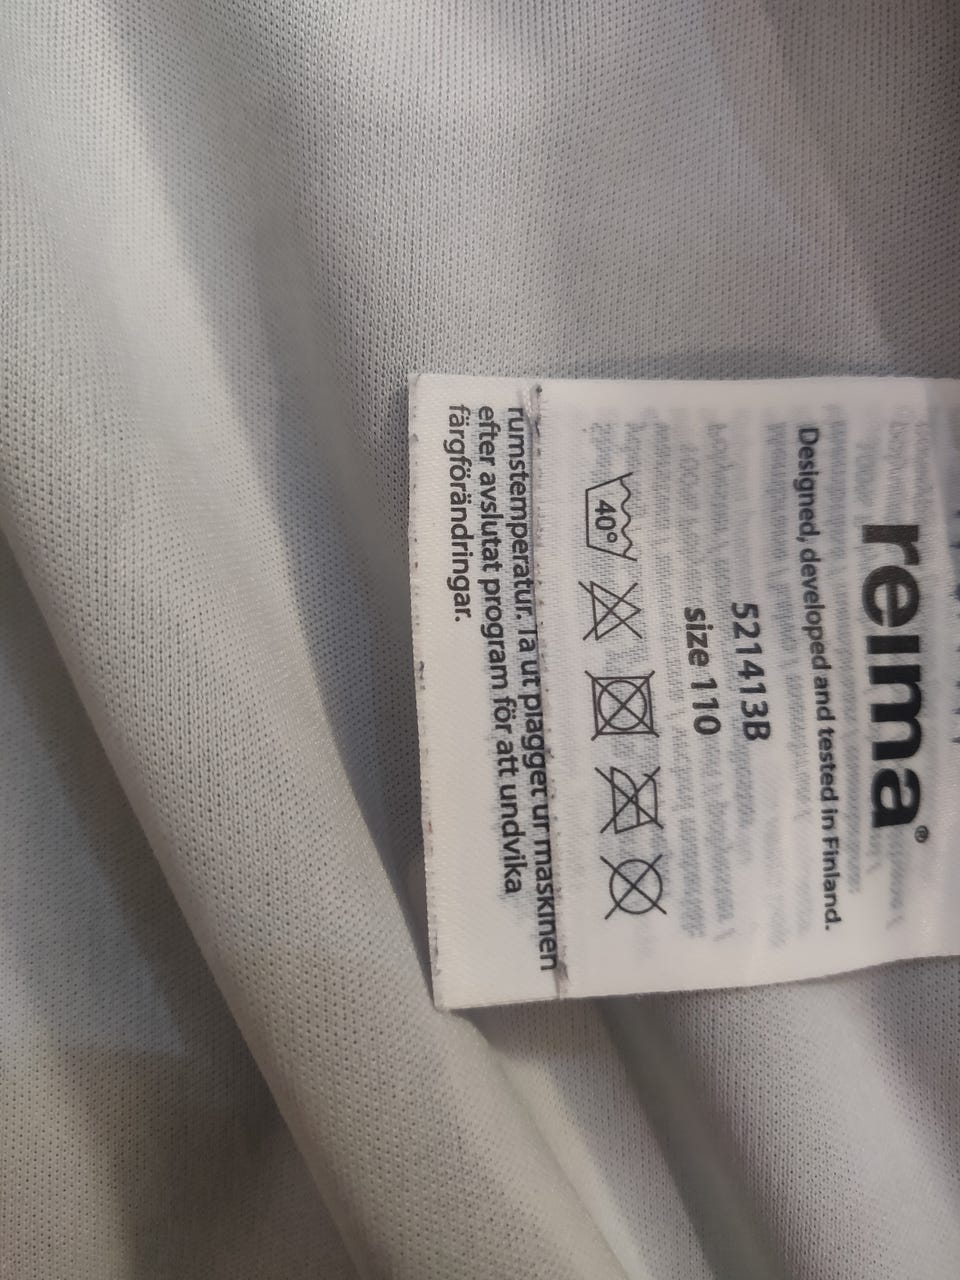 reima®
Designed, developed and tested in Finland.
521413B
size 110
40°
rumstemperatur. Ta ut plagget ur maskinen
efter avslutat program för att undvika
färgförändringar.